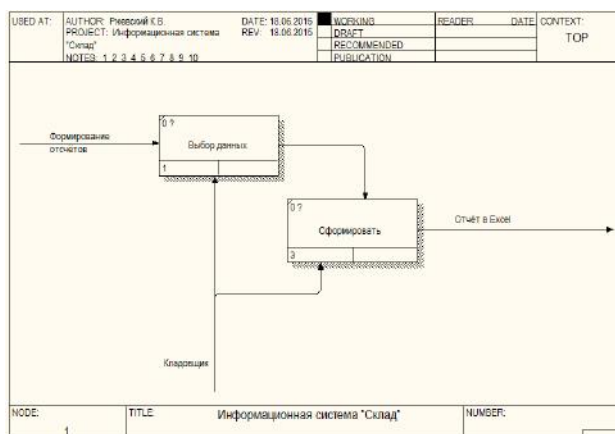 USED AT:
AUTHOR: Ржевский К.В.
DATE: 18.06.2015
WORKING
READER
DATE
CONTEXT:
PROJECT: Информационная система
REV: 18.06.2015
DRAFT
TOP
"Склад"
RECOMMENDED
NOTES: 1 2 3 4 5 6 7 8 9 10
PUBLICATION
0 ?
Формирование
отсчетов
Выбор данных
1
0 ?
Отчёт в Excel
Сформировать
3
Кладовщик
NODE:
TITLE:
Информационная система "Склад"
NUMBER:
1